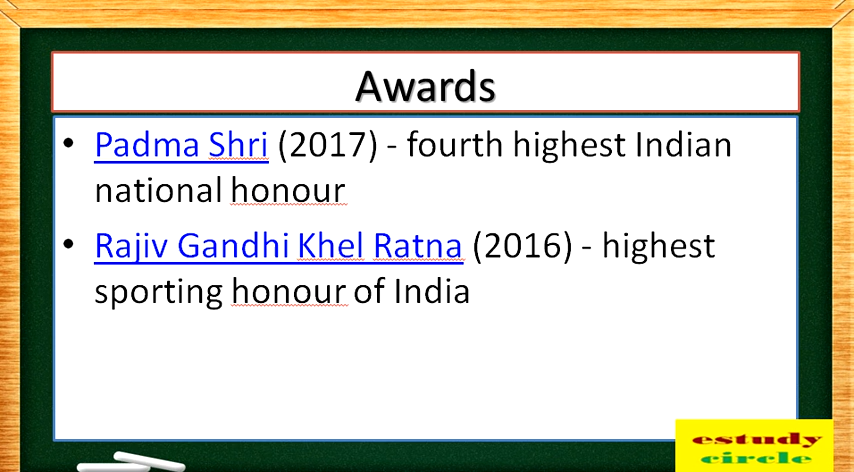 Awards
• Padma Shri (2017) - fourth highest Indian
national honour
• Rajiv Gandhi Khel Ratna (2016) - highest
sporting honour of India
estudy
circle